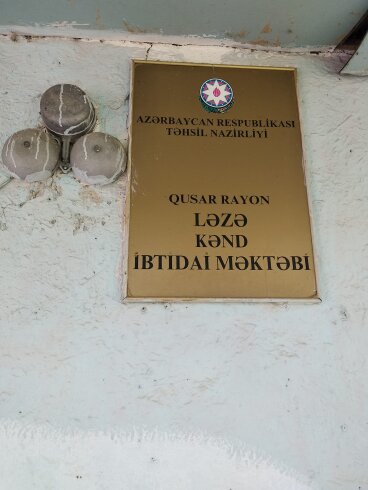 AZƏRBAYCAN RESPUBLİKASI
TƏHSİL NAZİRLİYİ
QUSAR RAYON
LƏZƏ
KƏND
İBTİDAİ MƏKTƏBİ